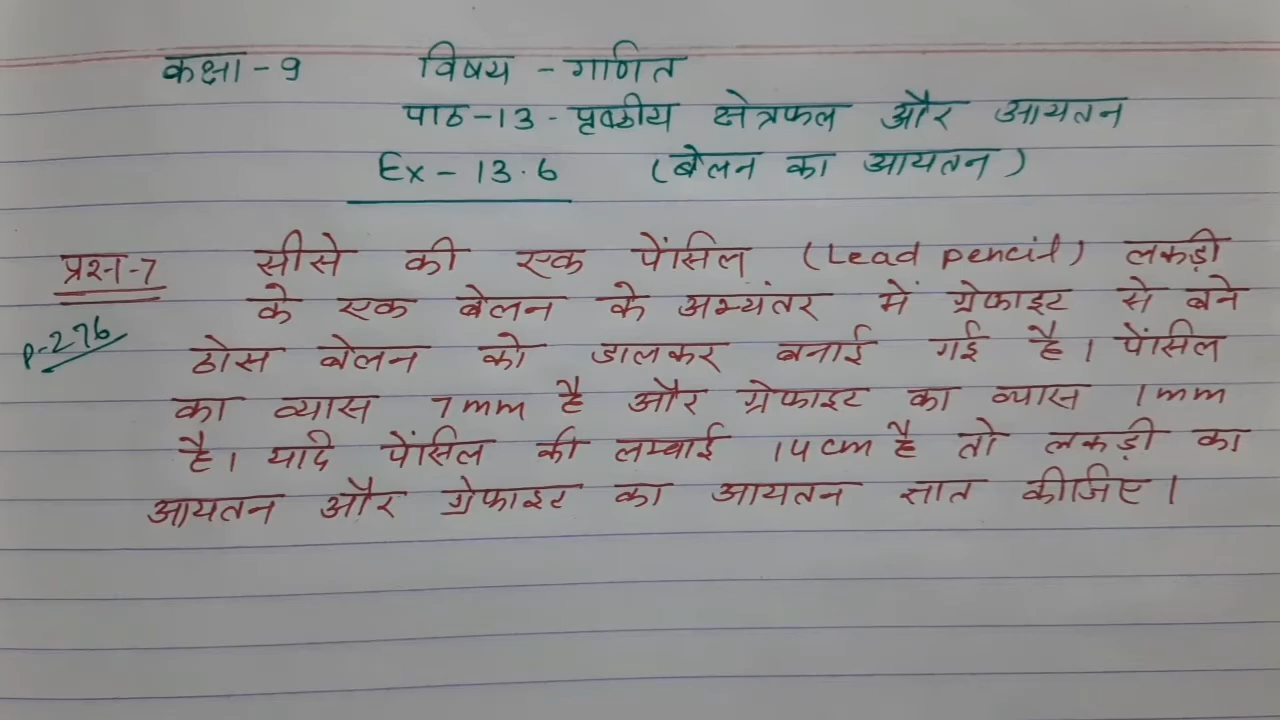 कक्षा - 9 विषय - गणित
पाठ - 13 - पृष्ठीय क्षेत्रफल और आयतन
Ex - 13.6 (बेलन का आयतन)
प्रश्न-7 सीसे की एक पेंसिल (Lead pencil) लकड़ी
के एक बेलन के अभ्यंतर में ग्रेफाइट से बने
P-276
ठोस बेलन को डालकर बनाई गई है। पेंसिल
का व्यास 7mm है और ग्रेफाइट का व्यास 1mm
है। यदि पेंसिल की लम्बाई 14cm है तो लकड़ी का
आयतन और ग्रेफाइट का आयतन ज्ञात कीजिए।